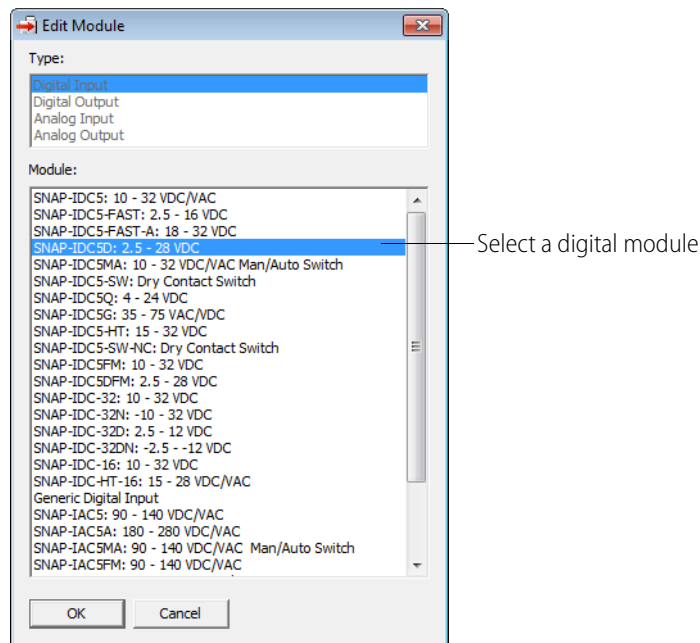 Edit Module
Type:
Digital Input
Digital Output
Analog Input
Analog Output
Module:
SNAP-IDC5: 10 - 32 VDC/VAC
SNAP-IDC5-FAST: 2.5 - 16 VDC
SNAP-IDC5-FAST-A: 18 - 32 VDC
SNAP-IDC5D: 2.5 - 28 VDC
Select a digital module
SNAP-IDC5MA: 10 - 32 VDC/VAC Man/Auto Switch
SNAP-IDC5-SW: Dry Contact Switch
SNAP-IDC5Q: 4 - 24 VDC
SNAP-IDC5G: 35 - 75 VAC/VDC
SNAP-IDC5-HT: 15 - 32 VDC
SNAP-IDC5-SW-NC: Dry Contact Switch
SNAP-IDC5FM: 10 - 32 VDC
SNAP-IDC5DFM: 2.5 - 28 VDC
SNAP-IDC-32: 10 - 32 VDC
SNAP-IDC-32N: -10 - 32 VDC
SNAP-IDC-32D: 2.5 - 12 VDC
SNAP-IDC-32DN: -2.5 - -12 VDC
SNAP-IDC-16: 10 - 32 VDC
SNAP-IDC-HT-16: 15 - 28 VDC/VAC
Generic Digital Input
SNAP-IAC5: 90 - 140 VDC/VAC
SNAP-IAC5A: 180 - 280 VDC/VAC
SNAP-IAC5MA: 90 - 140 VDC/VAC Man/Auto Switch
SNAP-IAC5FM: 90 - 140 VDC/VAC
OK
Cancel